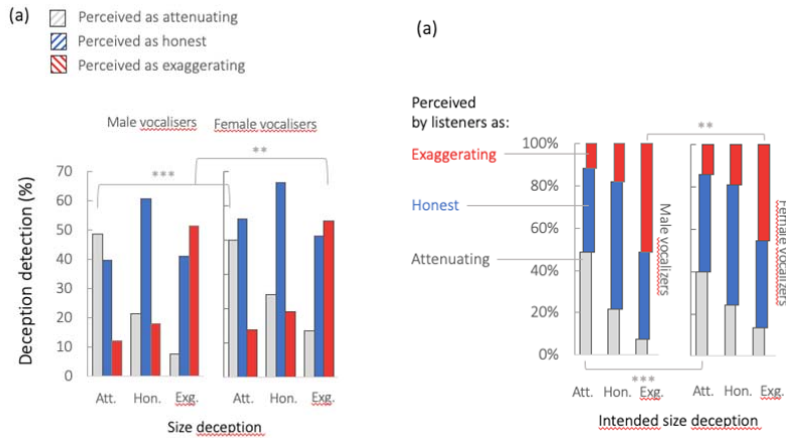 (a)
Perceived as attenuating
Perceived as honest
Perceived as exaggerating
Male vocalisers
Female vocalisers
***
**
Deception detection (%)
70
60
50
40
30
20
10
0
Att. Hon. Exg. Att. Hon. Exg.
Size deception
(a)
Perceived
by listeners as:
Exaggerating
Honest
Attenuating
100%
80%
60%
40%
20%
0%
**
Male vocalizers
Female vocalizers
Att. Hon. Exg. Att. Hon. Exg.
***
Intended size deception